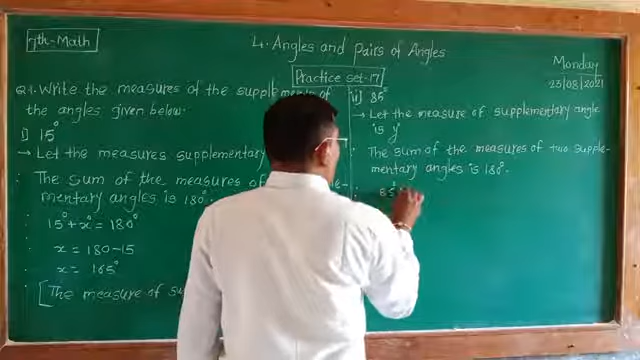 7th-Math
4. Angles and Pairs of Angles
Monday
23/08/2021
Practice set-17
Q.1. Write the measures of the supplements of
the angles given below.
i) 15°
→ Let the measures supplementary
∴ The sum of the measures of
mentary angles is 180°.
∴ 15° + x° = 180°
∴ x = 180-15
∴ x = 165°
∴ [The measure of
ii) 85°
→ Let the measure of supplementary angle
is y°
∴ The sum of the measures of two supple-
mentary angles is 180°.
∴ 85°